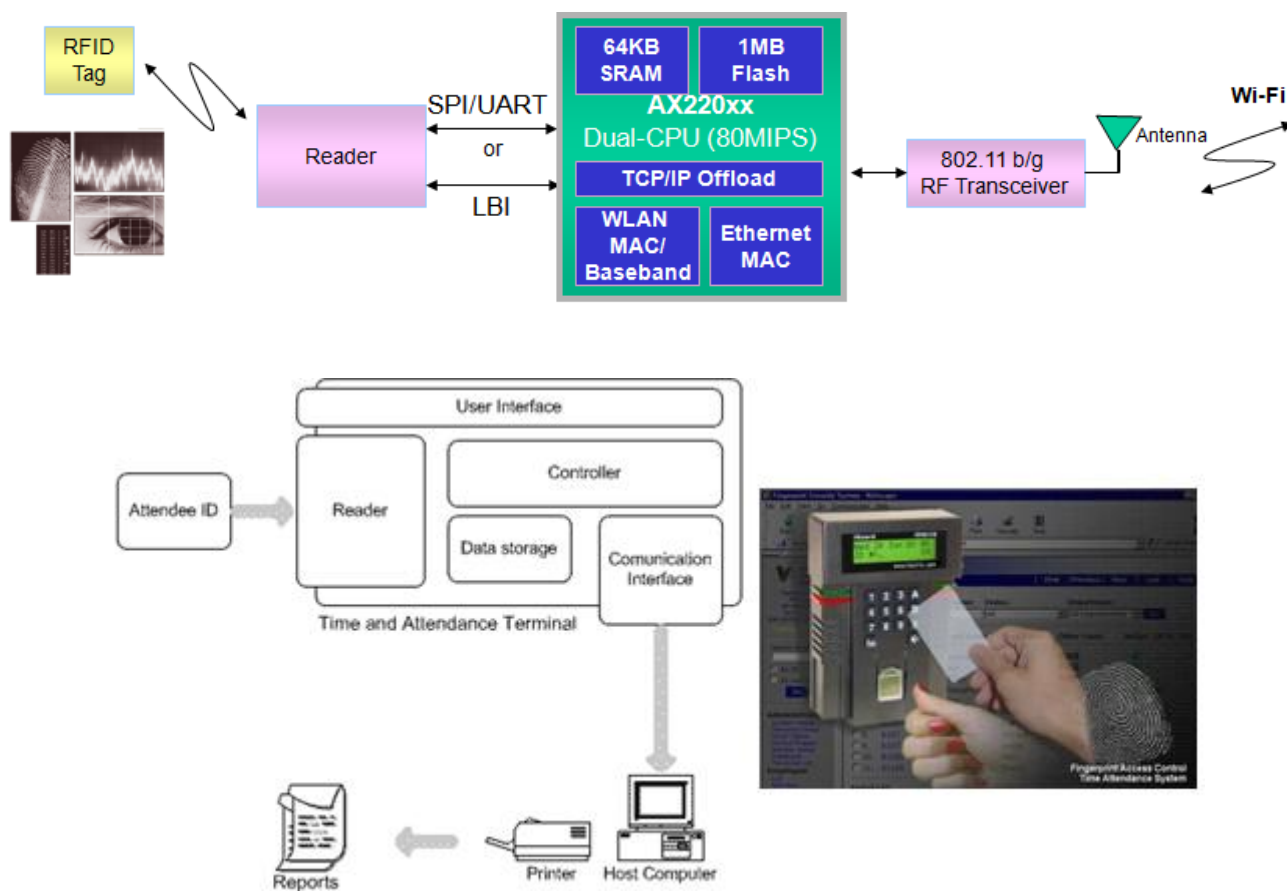 RFID
Tag
Reader
SPI/UART
or
LBI
64KB
SRAM
1MB
Flash
AX220xx
Dual-CPU (80MIPS)
TCP/IP Offload
WLAN
MAC/
Baseband
Ethernet
MAC
802.11 b/g
RF Transceiver
Antenna
Wi-Fi
User Interface
Attendee ID
Reader
Controller
Data storage
Comunication
Interface
Time and Attendance Terminal
Host Computer
Printer
Reports
Fingerprint Access Control
Time Attendance System